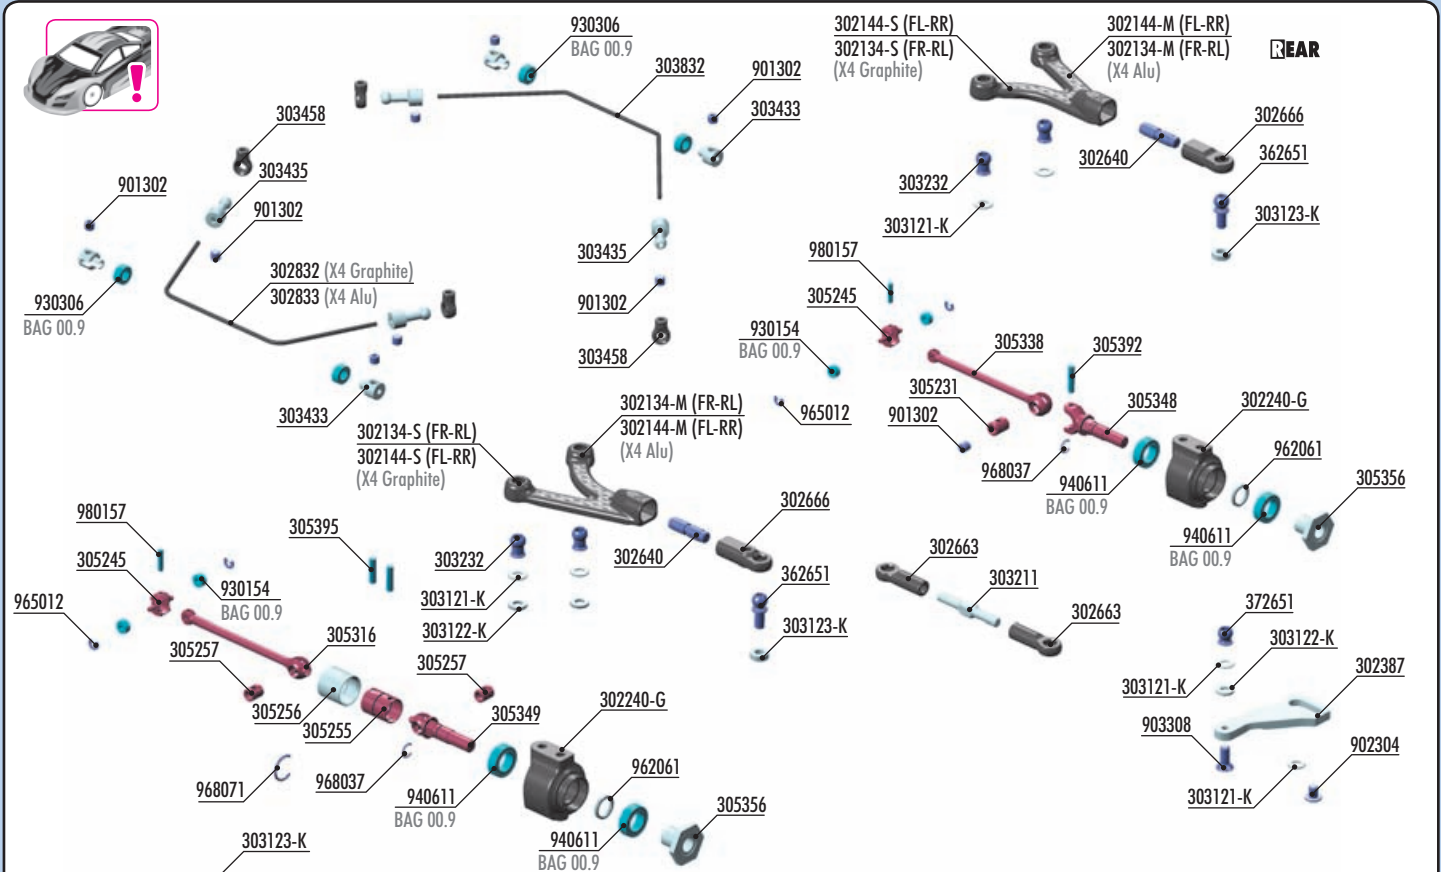 930306
BAG 00.9
303832
901302
303433
303458
303435
901302
901302
930306
BAG 00.9
302832 (X4 Graphite)
302833 (X4 Alu)
303433
303435
901302
303458
302144-S (FL-RR)
302134-S (FR-RL)
(X4 Graphite)
302144-M (FL-RR)
302134-M (FR-RL)
(X4 Alu)
REAR
302666
302640
362651
303232
303121-K
303123-K
980157
305245
930154
BAG 00.9
305338
305392
305231
965012
901302
305348
302240-G
968037
940611
BAG 00.9
962061
305356
940611
BAG 00.9
302134-M (FR-RL)
302144-M (FL-RR)
(X4 Alu)
302134-S (FR-RL)
302144-S (FL-RR)
(X4 Graphite)
302666
302640
303232
303121-K
303122-K
362651
303123-K
980157
305245
305395
930154
BAG 00.9
965012
305316
305257
305257
305256
305255
305349
302240-G
968071
968037
940611
BAG 00.9
962061
305356
940611
BAG 00.9
303123-K
302663
303211
302663
372651
303122-K
302387
303121-K
903308
902304
303121-K